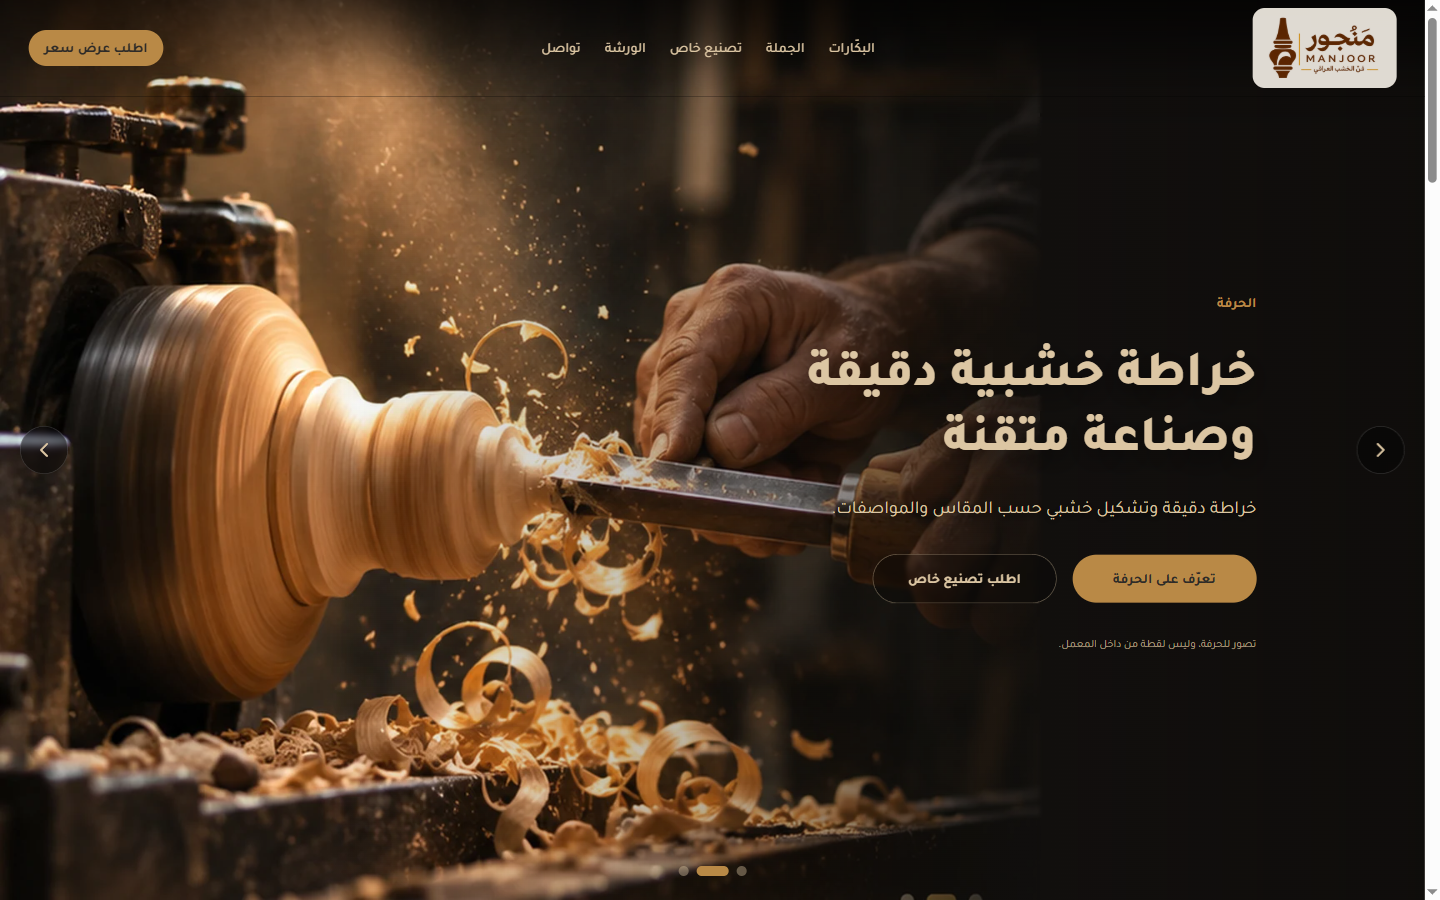 مَنْجور
MANJOOR
فنّ الخشب العراقي
البكّارات
الجملة
تصنيع خاص
الورشة
تواصل
اطلب عرض سعر
الحرفة
خراطة خشبية دقيقة
وصناعة متقنة
خراطة دقيقة وتشكيل خشبي حسب المقاس والمواصفات.
تعرّف على الحرفة
اطلب تصنيع خاص
تصور للحرفة، وليس لقطة من داخل المعمل.